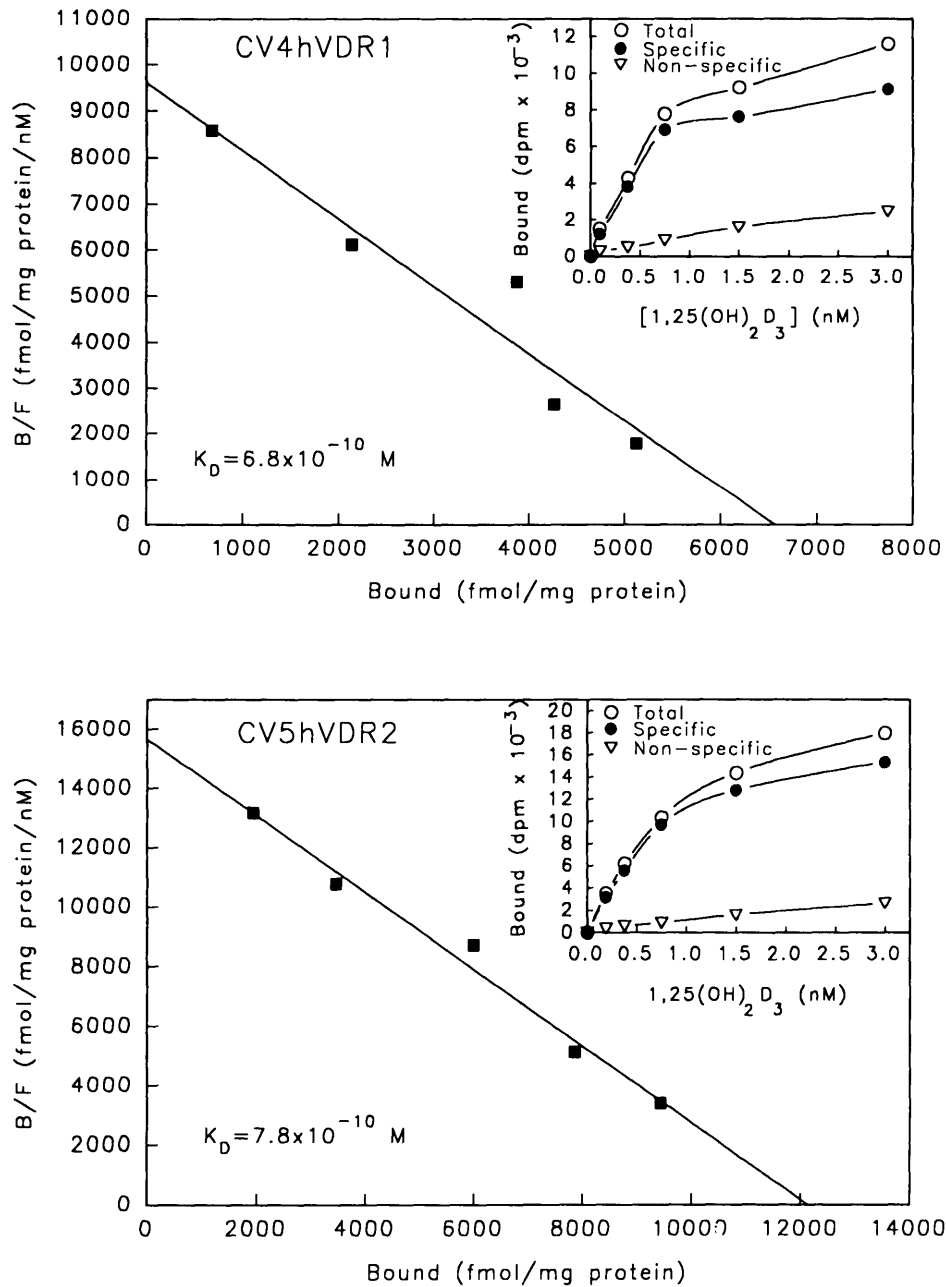 CV4hVDR1
B/F (fmol/mg protein/nM)
11000
10000
9000
8000
7000
6000
5000
4000
3000
2000
1000
0
K_D=6.8x10^-10 M
0 1000 2000 3000 4000 5000 6000 7000 8000
Bound (fmol/mg protein)
Bound (dpm x 10^-3)
12
10
8
6
4
2
0
Total
Specific
Non-specific
0.0 0.5 1.0 1.5 2.0 2.5 3.0
[1,25(OH)_2 D_3] (nM)
CV5hVDR2
B/F (fmol/mg protein/nM)
16000
14000
12000
10000
8000
6000
4000
2000
0
K_D=7.8x10^-10 M
0 2000 4000 6000 8000 10000 12000 14000
Bound (fmol/mg protein)
Bound (dpm x 10^-3)
20
18
16
14
12
10
8
6
4
2
0
Total
Specific
Non-specific
0.0 0.5 1.0 1.5 2.0 2.5 3.0
1,25(OH)_2 D_3 (nM)